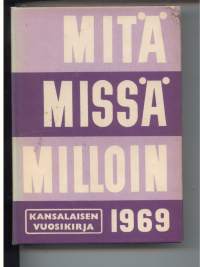 MITÄ
MISSÄ
MILLOIN
KANSALAISEN
VUOSIKIRJA
1969